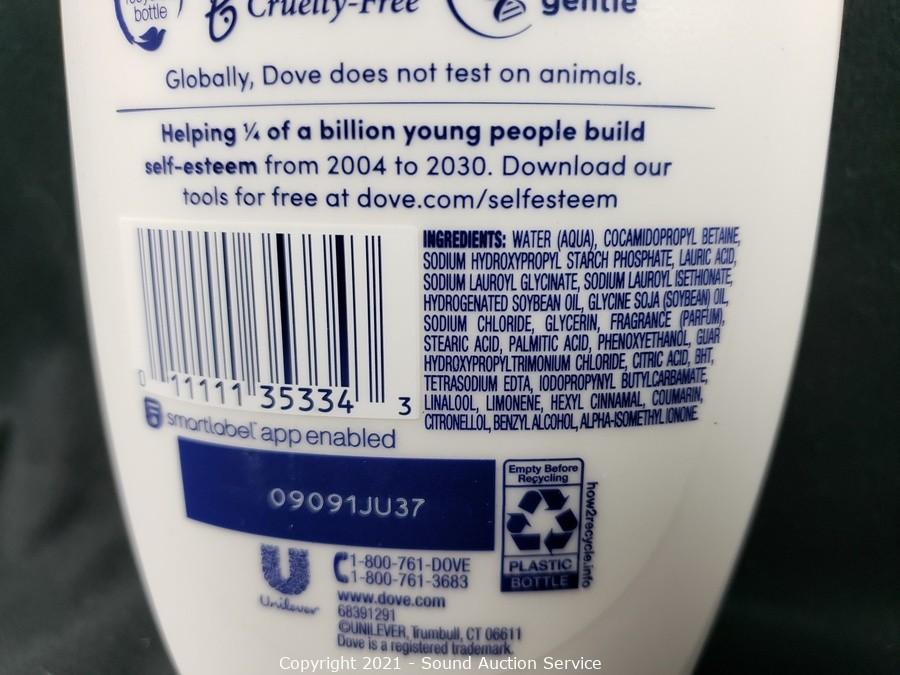 bottle
Cruelty-Free
gentle
Globally, Dove does not test on animals.
Helping ¼ of a billion young people build
self-esteem from 2004 to 2030. Download our
tools for free at dove.com/selfesteem
INGREDIENTS: WATER (AQUA), COCAMIDOPROPYL BETAINE,
SODIUM HYDROXYPROPYL STARCH PHOSPHATE, LAURIC ACID,
SODIUM LAUROYL GLYCINATE, SODIUM LAUROYL ISETHIONATE,
HYDROGENATED SOYBEAN OIL, GLYCINE SOJA (SOYBEAN) OIL,
SODIUM CHLORIDE, GLYCERIN, FRAGRANCE (PARFUM),
STEARIC ACID, PALMITIC ACID, PHENOXYETHANOL, GUAR
HYDROXYPROPYLTRIMONIUM CHLORIDE, CITRIC ACID, BHT,
TETRASODIUM EDTA, IODOPROPYNYL BUTYLCARBAMATE,
LINALOOL, LIMONENE, HEXYL CINNAMAL, COUMARIN,
CITRONELLOL, BENZYL ALCOHOL, ALPHA-ISOMETHYL IONONE.
0 11111 35334 3
smartlabel™ app enabled
09091JU37
Empty Before
Recycling
PLASTIC
BOTTLE
how2recycle.info
Unilever
1-800-761-DOVE
1-800-761-3683
www.dove.com
68391291
©UNILEVER, Trumbull, CT 06611
Dove is a registered trademark.
Copyright 2021 - Sound Auction Service